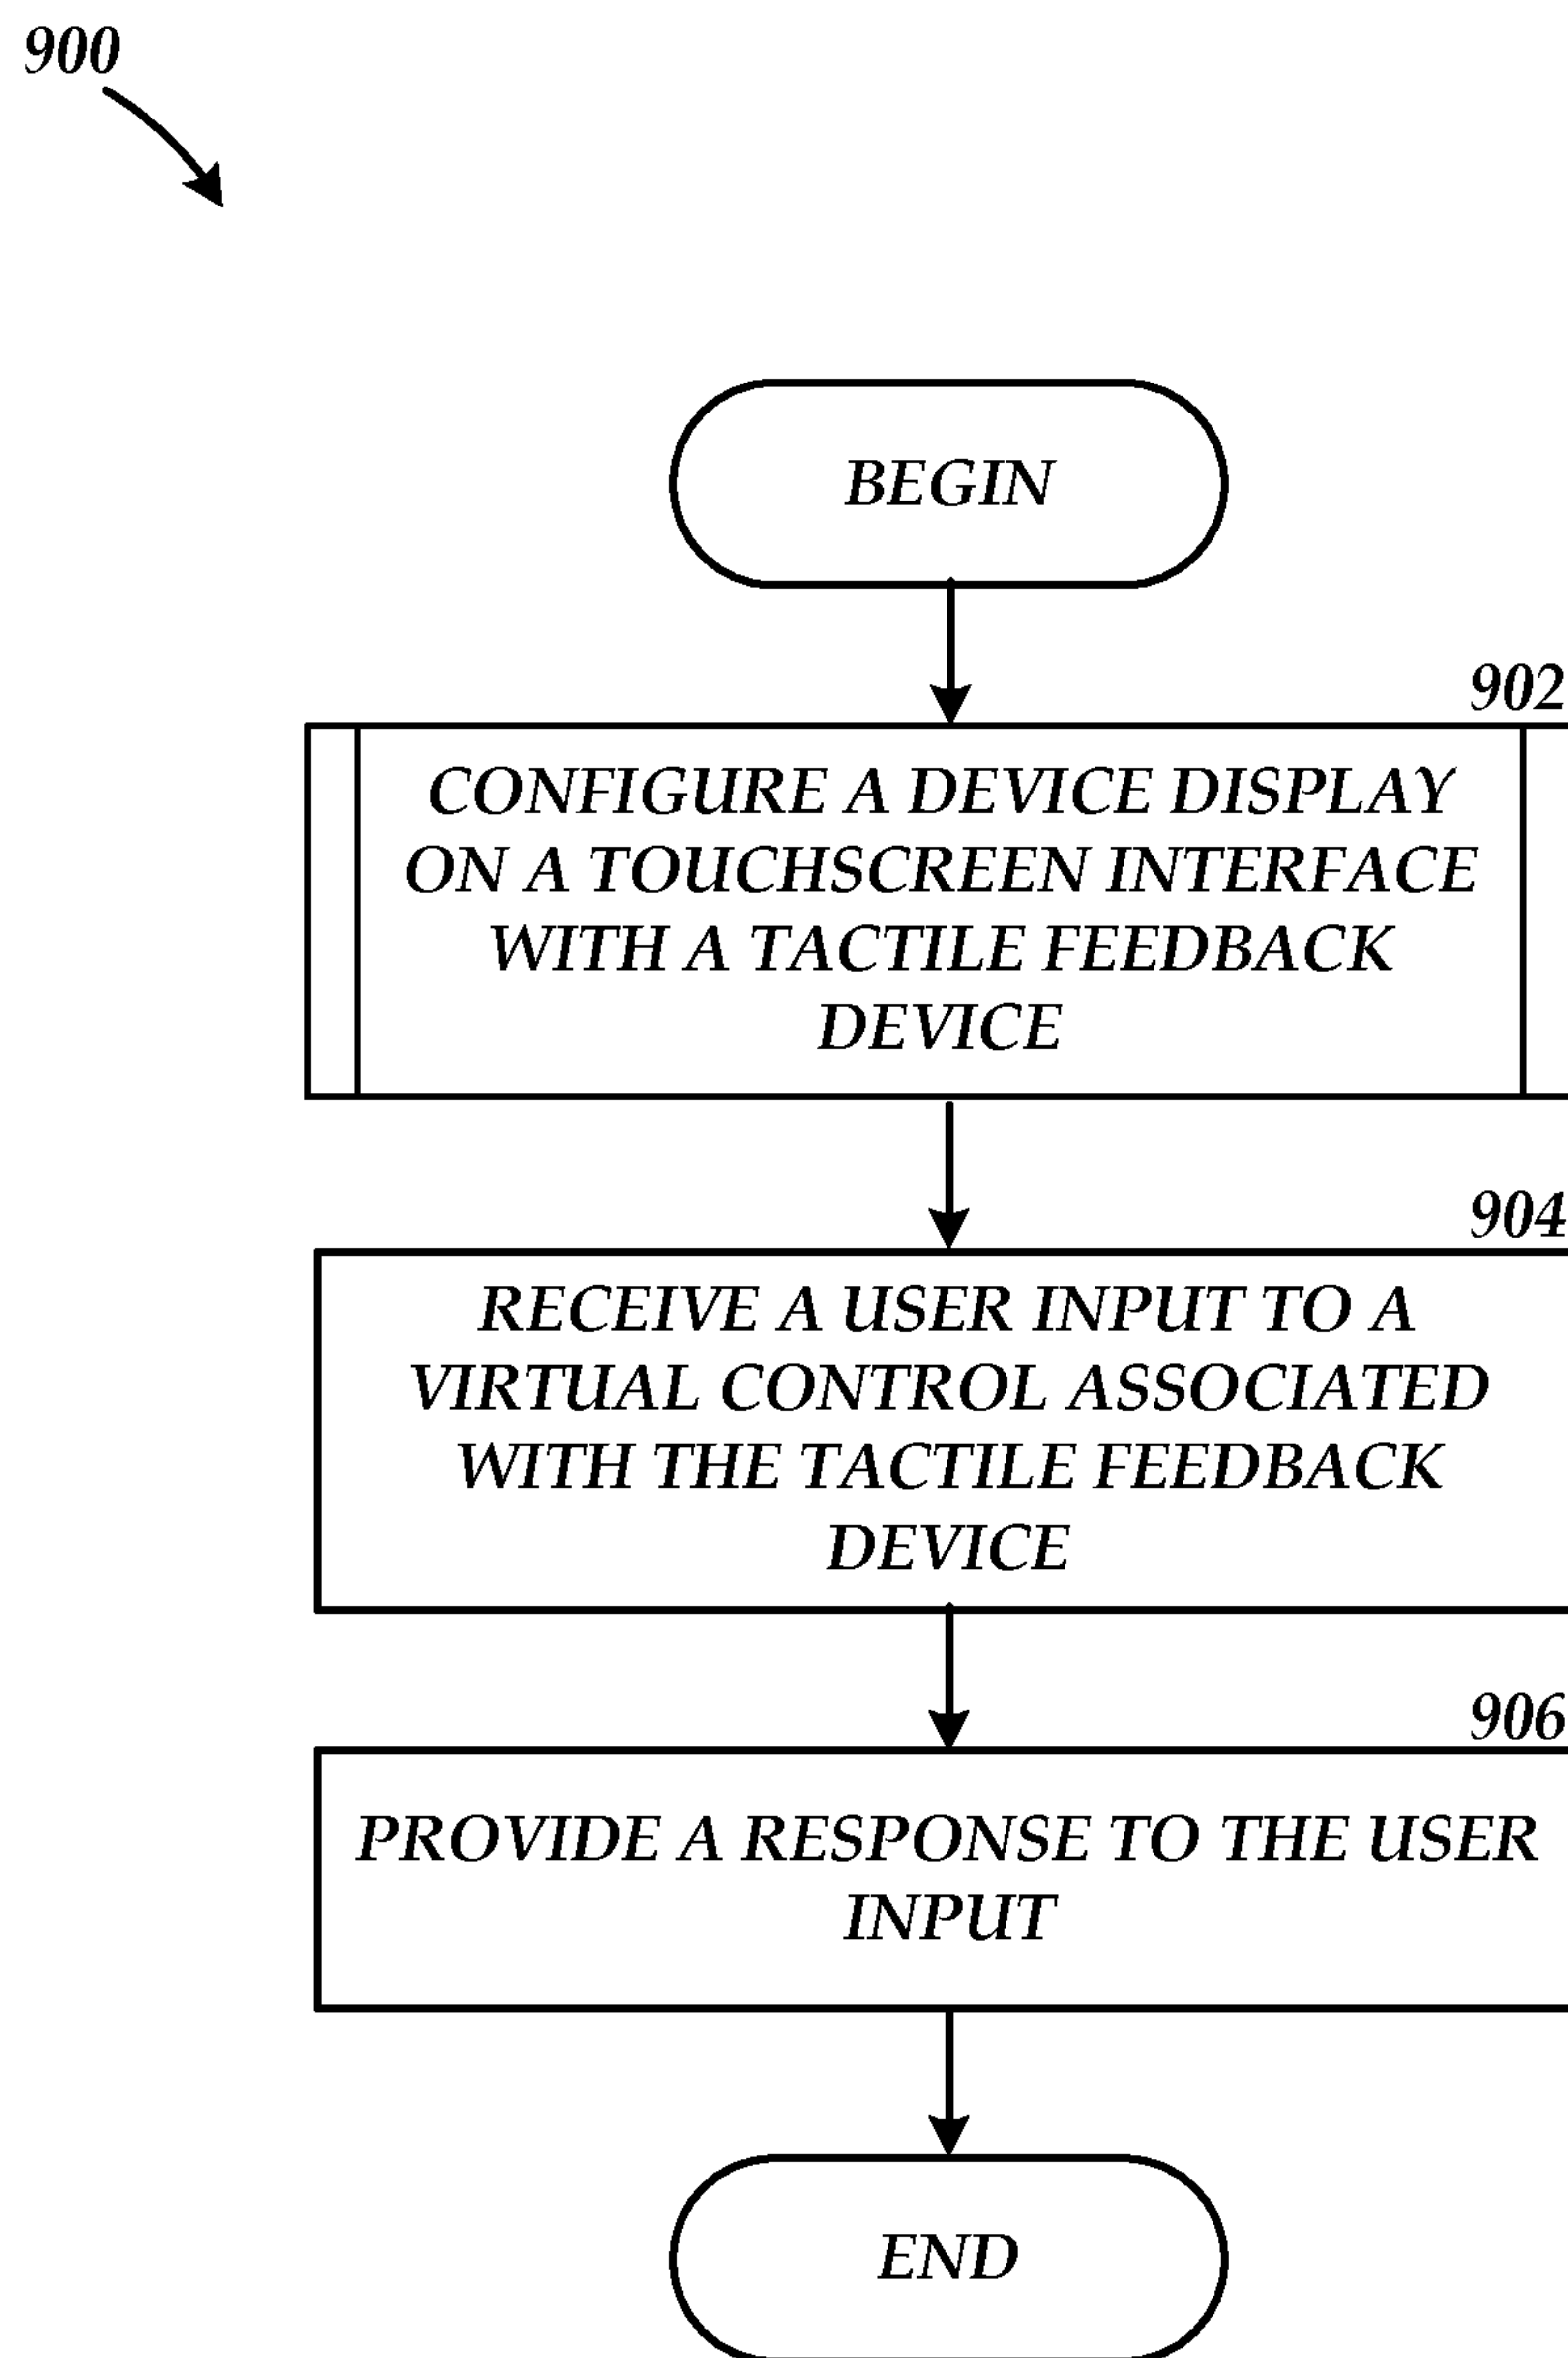 900
BEGIN
902
CONFIGURE A DEVICE DISPLAY
ON A TOUCHSCREEN INTERFACE
WITH A TACTILE FEEDBACK
DEVICE
904
RECEIVE A USER INPUT TO A
VIRTUAL CONTROL ASSOCIATED
WITH THE TACTILE FEEDBACK
DEVICE
906
PROVIDE A RESPONSE TO THE USER
INPUT
END